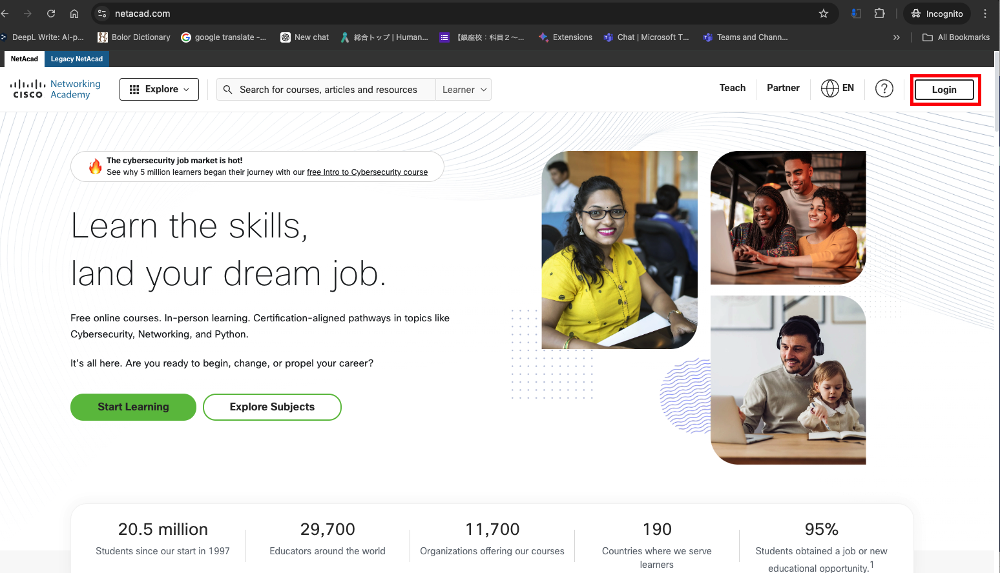 netacad.com
Incognito
DeepL Write: AI-p...
Bolor Dictionary
google translate -...
New chat
総合トップ | Human...
【銀座校：科目２〜...
Extensions
Chat | Microsoft T...
Teams and Chann...
»
All Bookmarks
NetAcad
Legacy NetAcad
CISCO
Networking
Academy
Explore
Search for courses, articles and resources
Learner
Teach
Partner
EN
?
Login
The cybersecurity job market is hot!
See why 5 million learners began their journey with our free Intro to Cybersecurity course
Learn the skills,
land your dream job.
Free online courses. In-person learning. Certification-aligned pathways in topics like
Cybersecurity, Networking, and Python.
It's all here. Are you ready to begin, change, or propel your career?
Start Learning
Explore Subjects
20.5 million
Students since our start in 1997
29,700
Educators around the world
11,700
Organizations offering our courses
190
Countries where we serve
learners
95%
Students obtained a job or new
educational opportunity.1